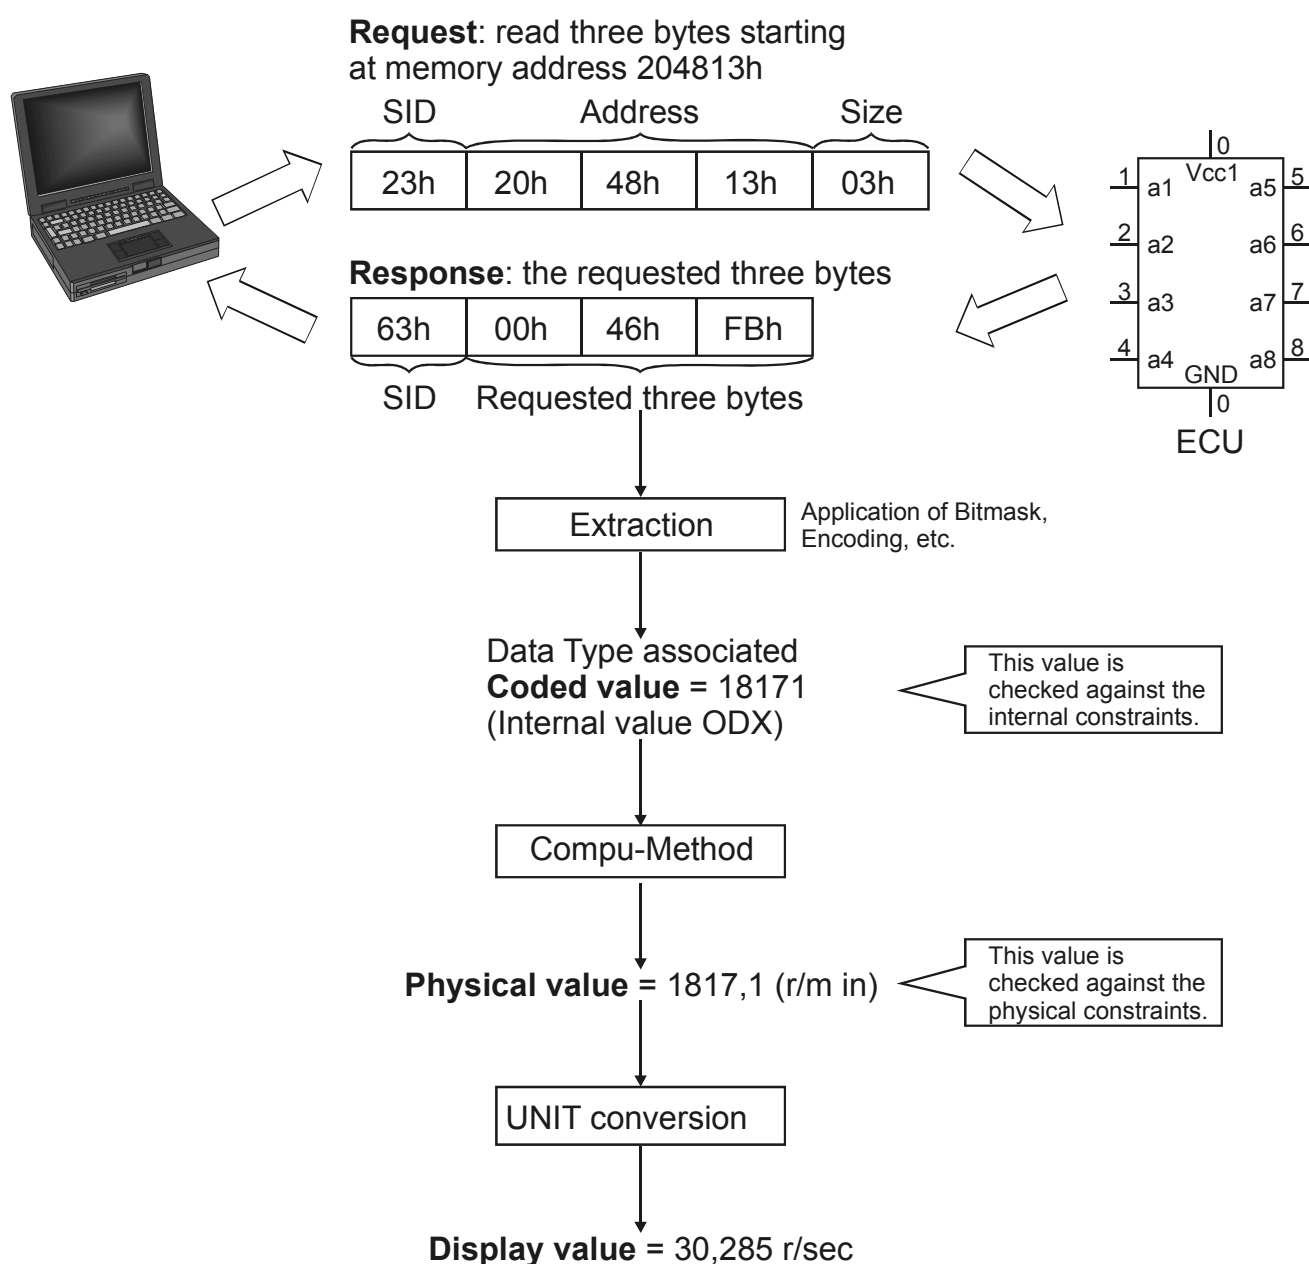 Request: read three bytes starting
at memory address 204813h
SID Address Size
23h 20h 48h 13h 03h
Response: the requested three bytes
63h 00h 46h FBh
SID Requested three bytes
0
Vcc1
1 a1 a5 5
2 a2 a6 6
3 a3 a7 7
4 a4 a8 8
GND
0
ECU
Extraction
Application of Bitmask,
Encoding, etc.
Data Type associated
Coded value = 18171
(Internal value ODX)
This value is
checked against the
internal constraints.
Compu-Method
Physical value = 1817,1 (r/m in)
This value is
checked against the
physical constraints.
UNIT conversion
Display value = 30,285 r/sec